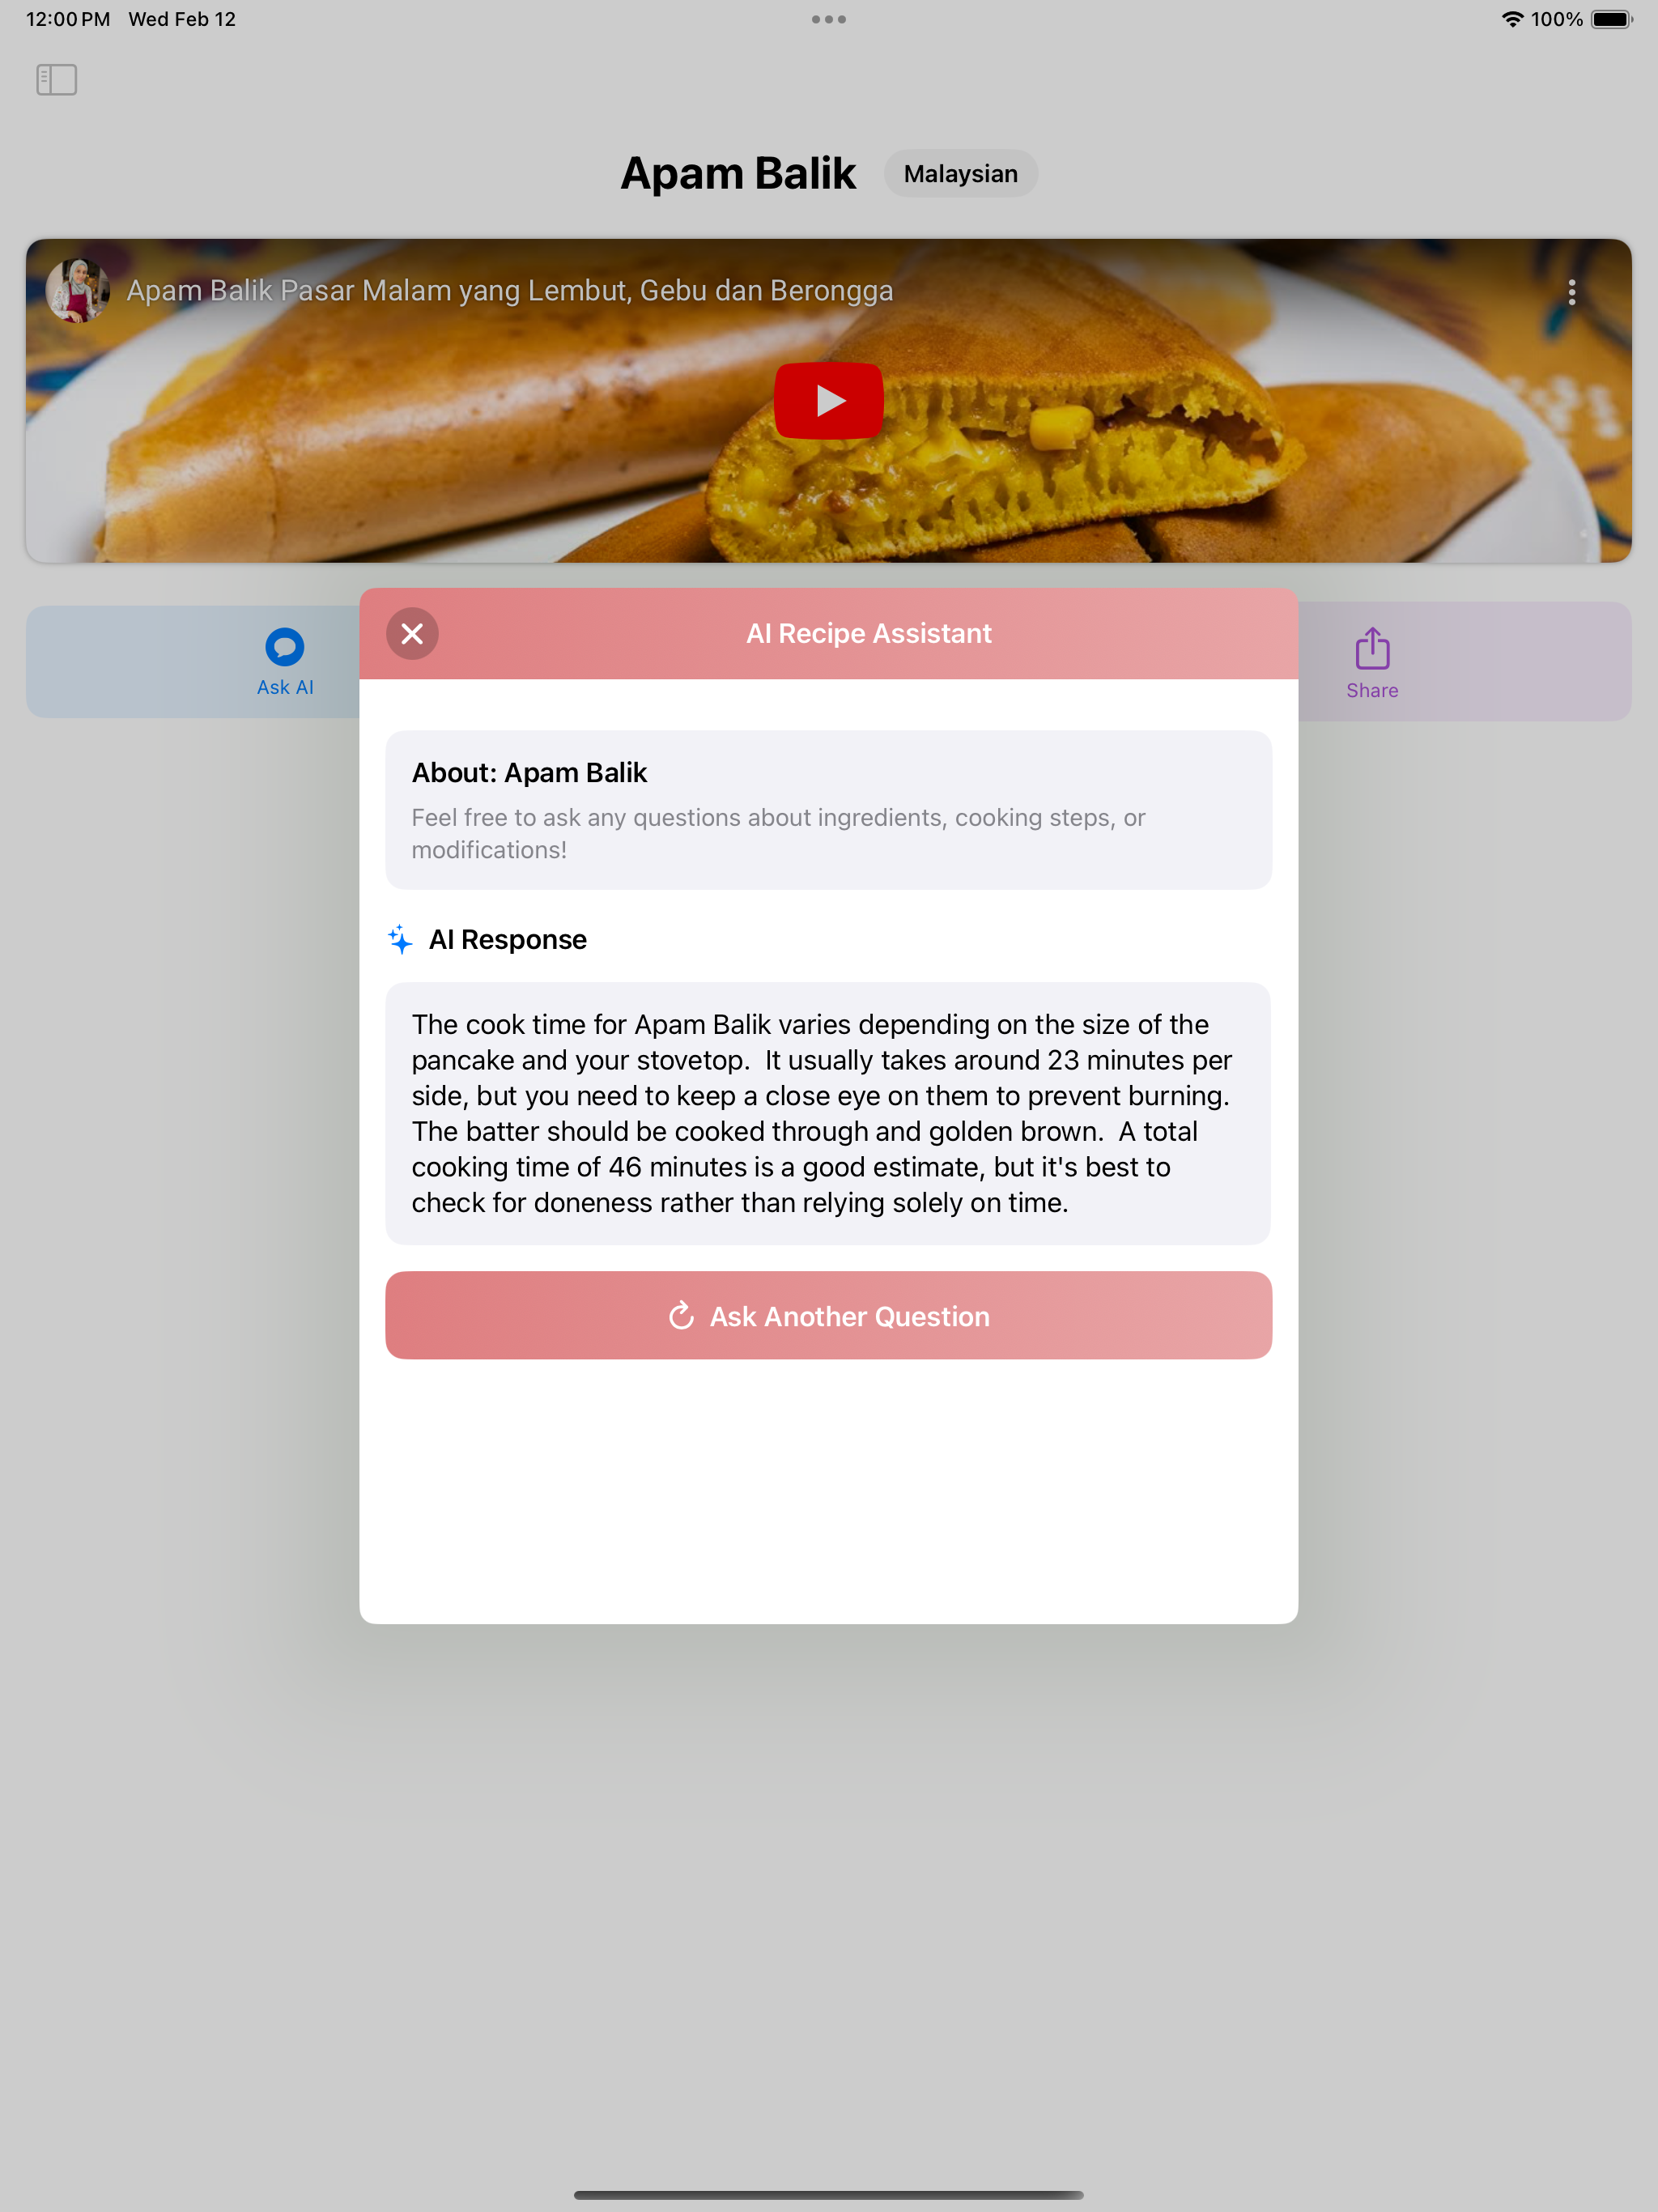 12:00 PM Wed Feb 12
100%
Apam Balik
Malaysian
Apam Balik Pasar Malam yang Lembut, Gebu dan Berongga
Ask AI
Share
AI Recipe Assistant
About: Apam Balik
Feel free to ask any questions about ingredients, cooking steps, or
modifications!
AI Response
The cook time for Apam Balik varies depending on the size of the
pancake and your stovetop.  It usually takes around 23 minutes per
side, but you need to keep a close eye on them to prevent burning.
The batter should be cooked through and golden brown.  A total
cooking time of 46 minutes is a good estimate, but it's best to
check for doneness rather than relying solely on time.
Ask Another Question